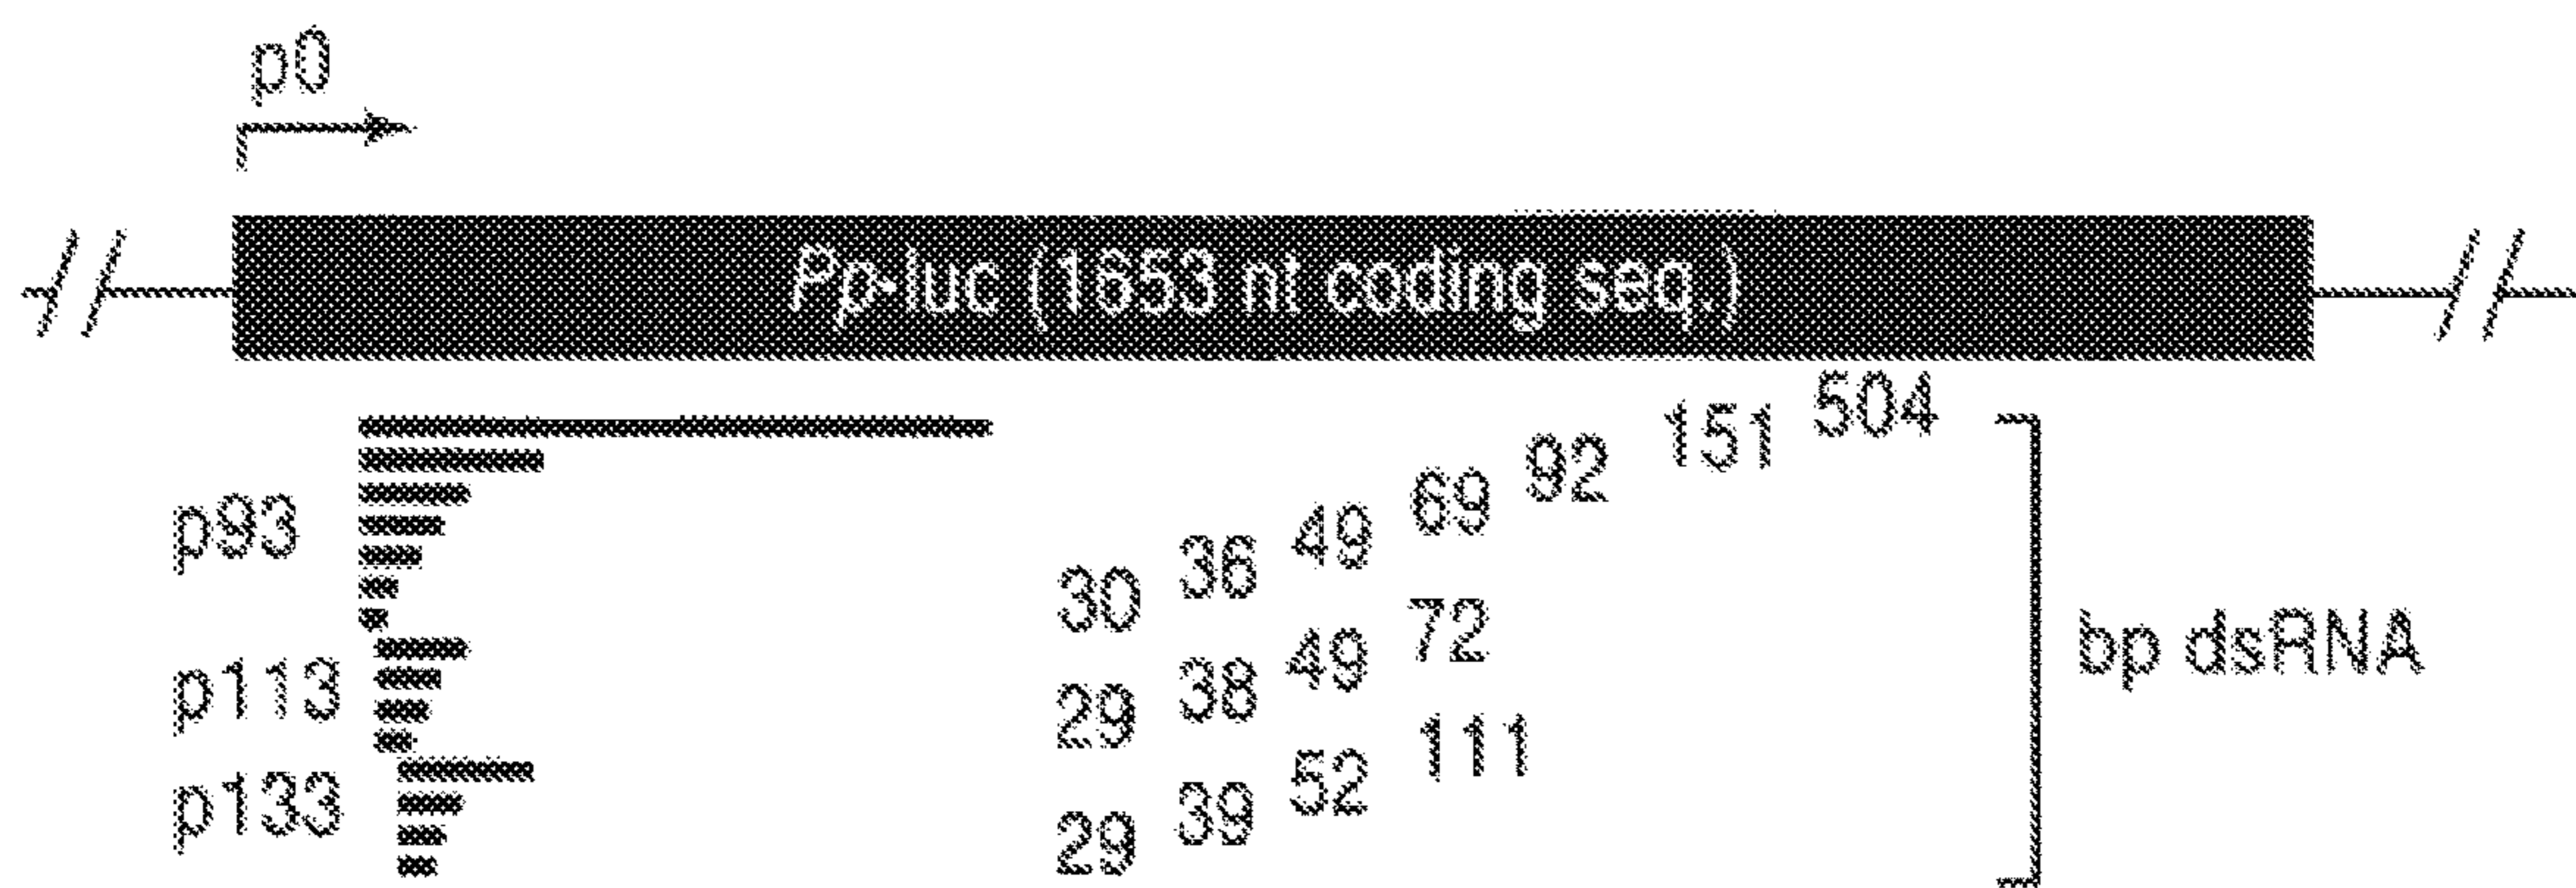 p0
Pp-luc (1653 nt coding seq.)
p93
30 36 49 69 92 151 504
p113
29 38 49 72
p133
29 39 52 111
bp dsRNA